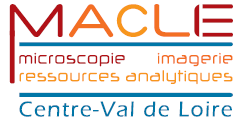 MACLE
microscopie imagerie
ressources analytiques
Centre-Val de Loire